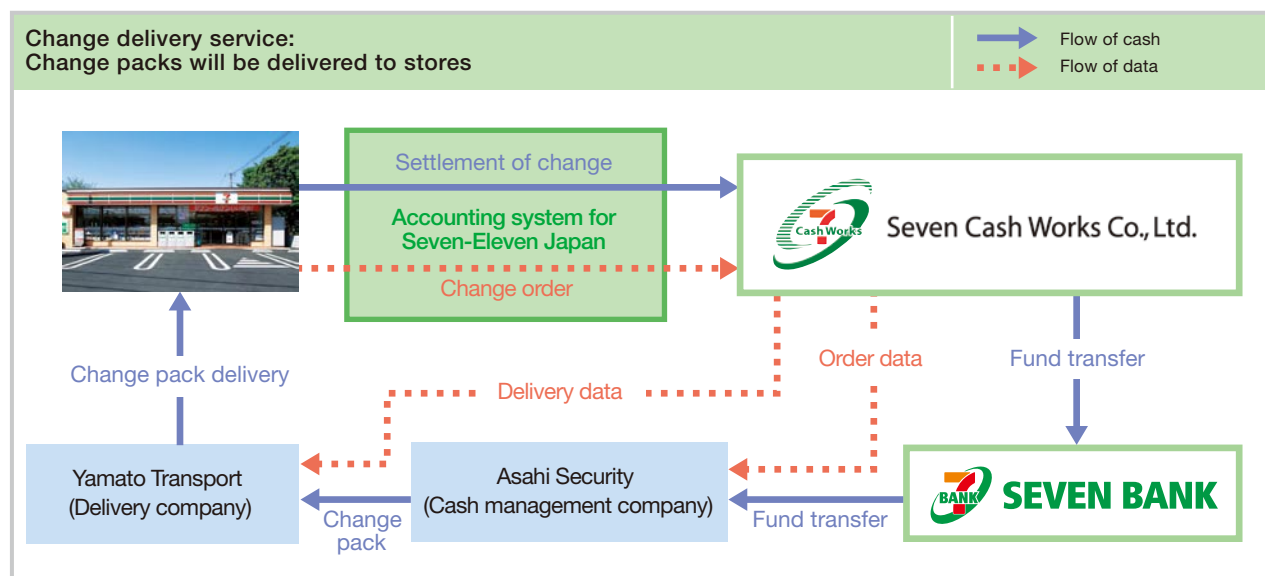 Change delivery service:
Change packs will be delivered to stores
Flow of cash
Flow of data
7
Settlement of change
Accounting system for
Seven-Eleven Japan
Change order
7
Cash Works
Seven Cash Works Co., Ltd.
Change pack delivery
Delivery data
Order data
Fund transfer
Yamato Transport
(Delivery company)
Change
pack
Asahi Security
(Cash management company)
Fund transfer
7
BANK
SEVEN BANK